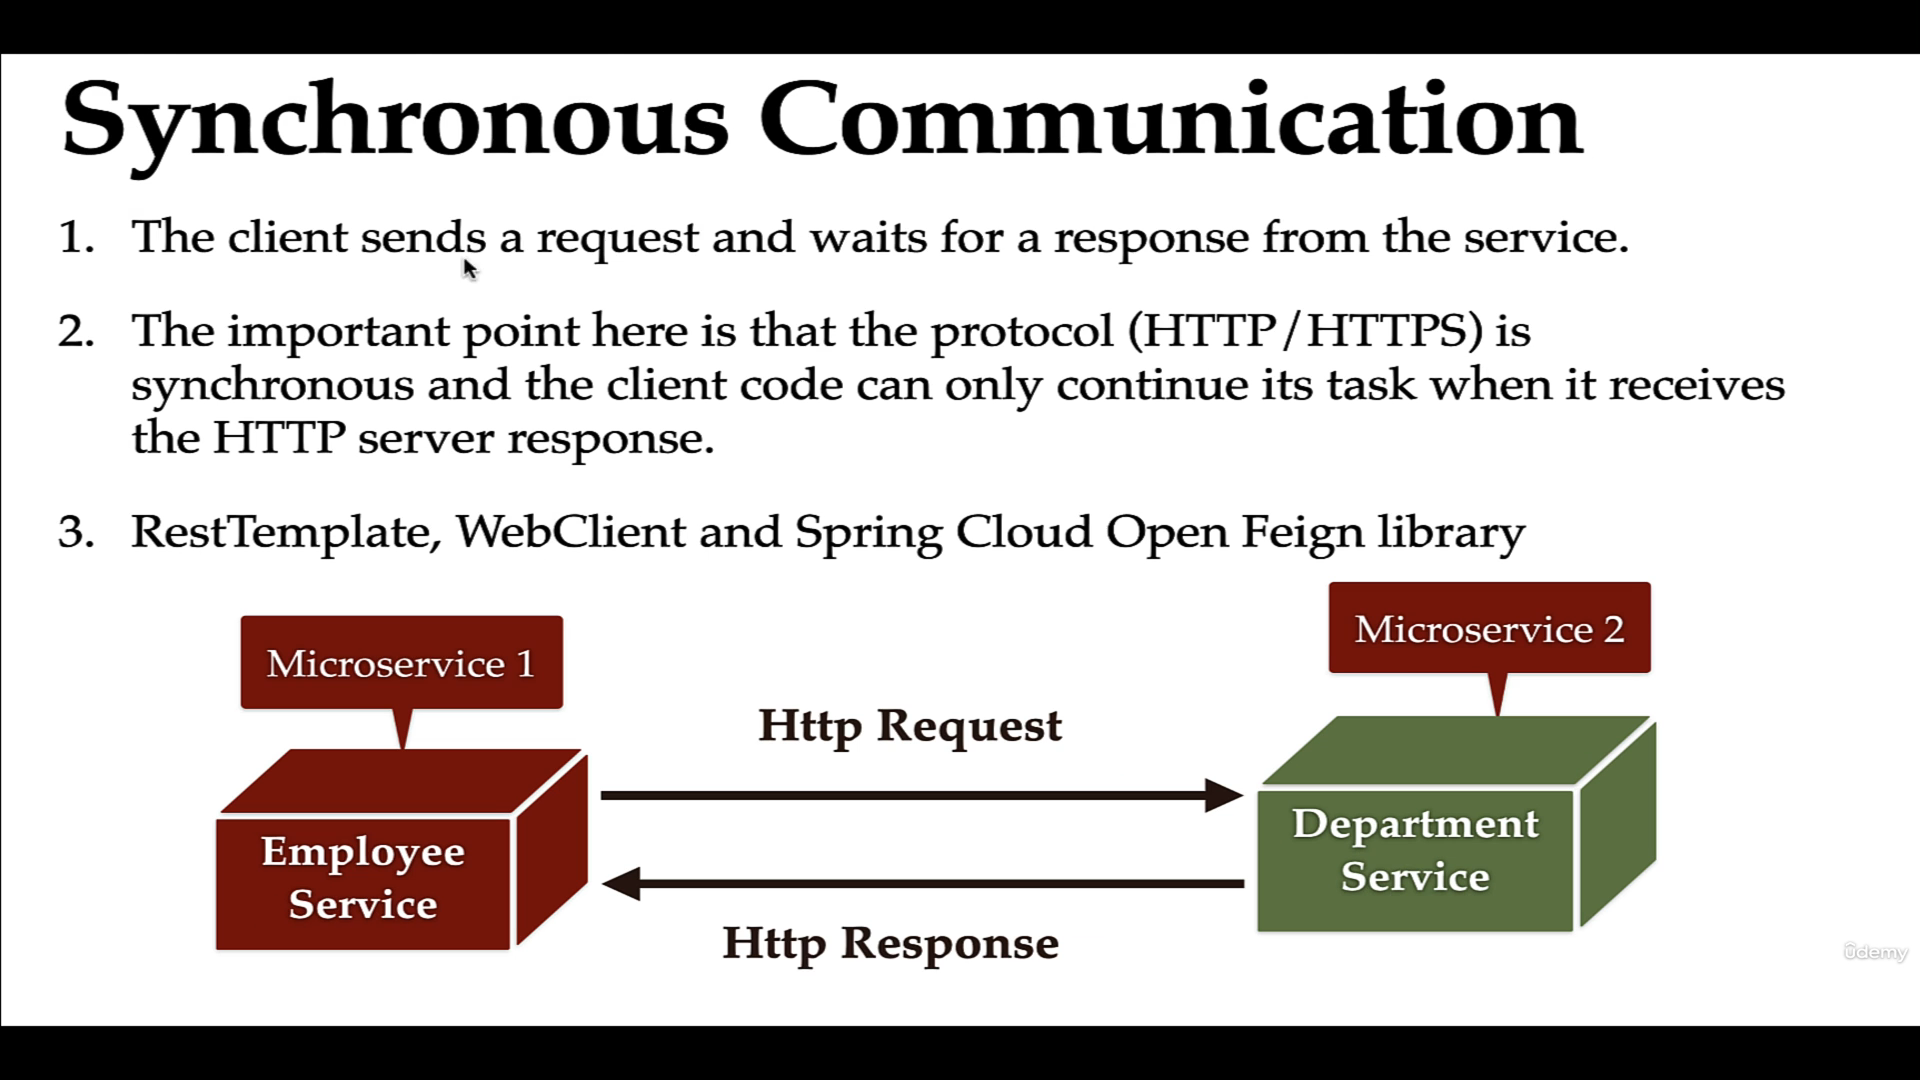 Synchronous Communication
1. The client sends a request and waits for a response from the service.
2. The important point here is that the protocol (HTTP/HTTPS) is
synchronous and the client code can only continue its task when it receives
the HTTP server response.
3. RestTemplate, WebClient and Spring Cloud Open Feign library
Microservice 1
Microservice 2
Http Request
Employee
Service
Department
Service
Http Response
ûdemy